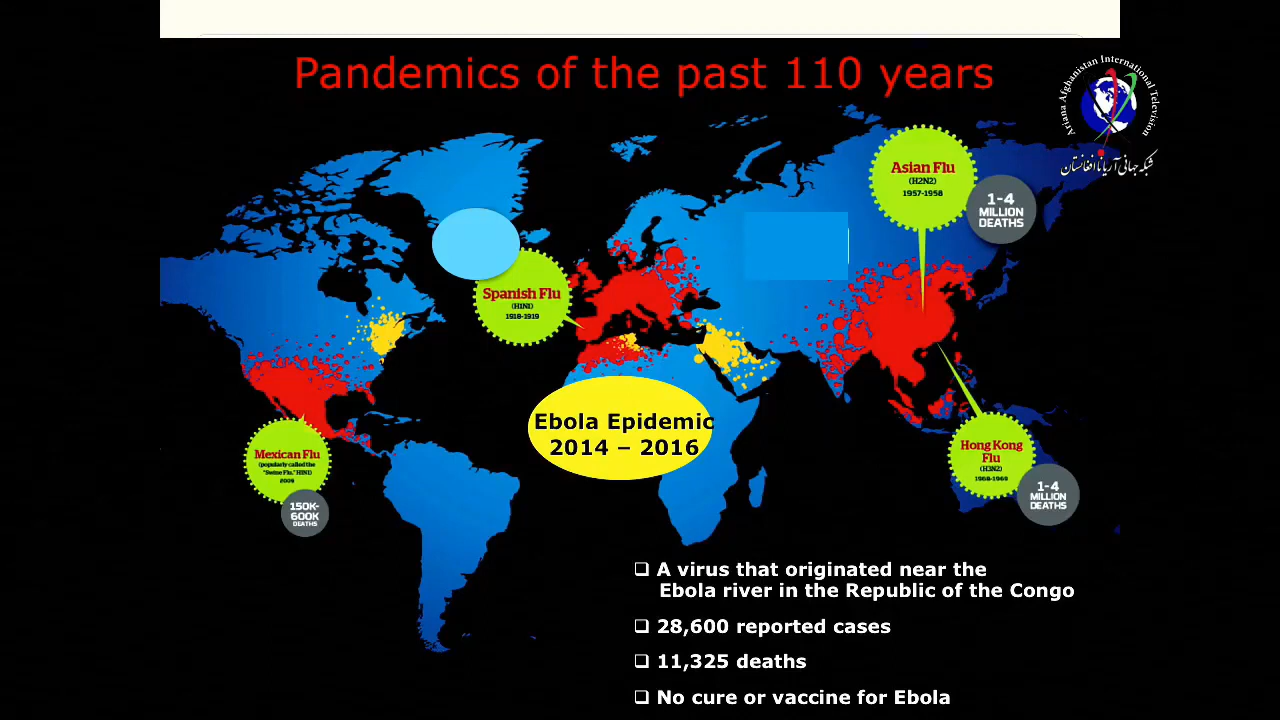 Pandemics of the past 110 years
Ariana Afghanistan International Television
شبکه جهانی آریانا افغانستان
Asian Flu
(H2N2)
1957-1958
1-4
MILLION
DEATHS
Spanish Flu
(H1N1)
1918-1919
Ebola Epidemic
2014 – 2016
Mexican Flu
(popularly called the
"Swine Flu," H1N1)
2009
150K-
600K
DEATHS
Hong Kong
Flu
(H3N2)
1968-1969
1-4
MILLION
DEATHS
❑ A virus that originated near the
Ebola river in the Republic of the Congo
❑ 28,600 reported cases
❑ 11,325 deaths
❑ No cure or vaccine for Ebola